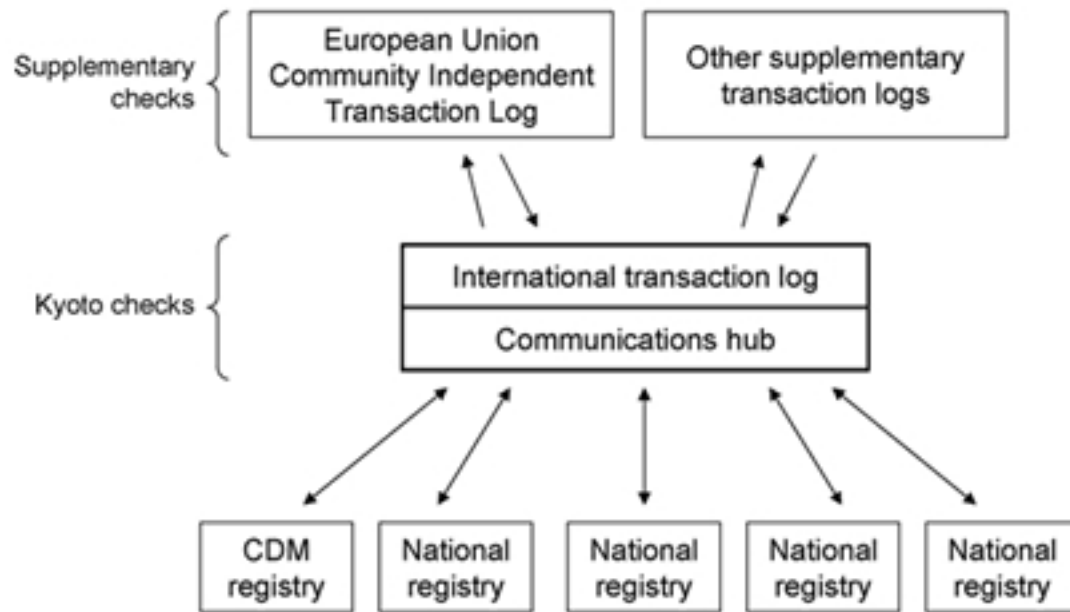 Supplementary
checks
European Union
Community Independent
Transaction Log
Other supplementary
transaction logs
Kyoto checks
International transaction log
Communications hub
CDM
registry
National
registry
National
registry
National
registry
National
registry